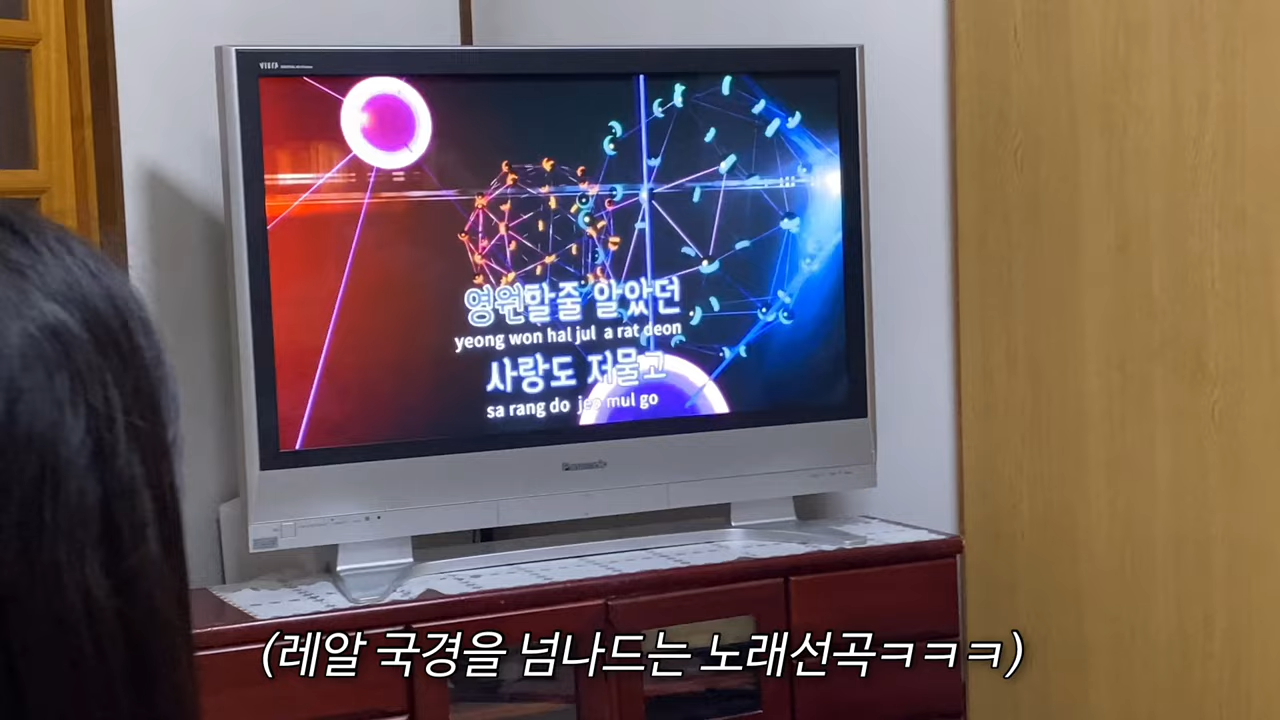 VIERA
영원할줄 알았던
yeong won hal jul a rat deon
사랑도 저물고
sa rang do jeo mul go
Panasonic
(레알 국경을 넘나드는 노래선곡ㅋㅋㅋ)